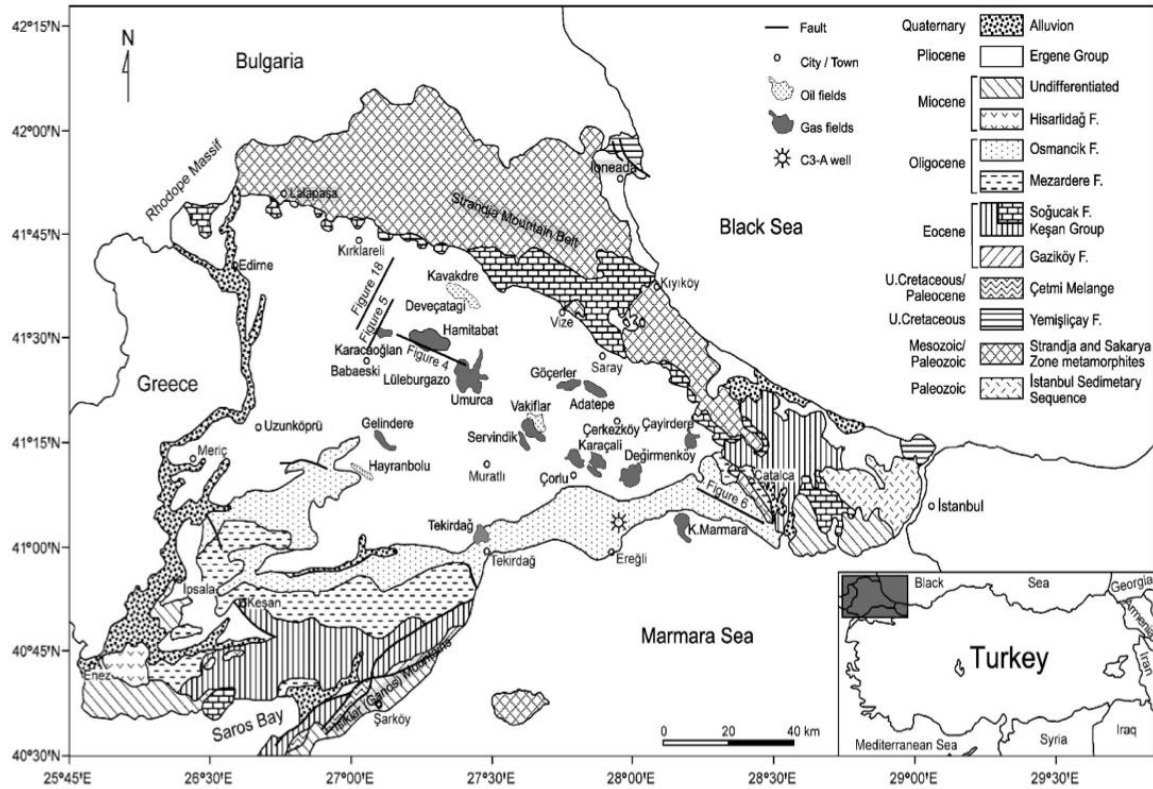 42°15'N
42°00'N
41°45'N
41°30'N
41°15'N
41°00'N
40°45'N
40°30'N
25°45'E
26°30'E
27°00'E
27°30'E
28°00'E
28°30'E
29°00'E
29°30'E
N
Bulgaria
Rhodope Massif
Lalapaşa
Strandja Mountain Belt
İğneada
Black Sea
Kırklareli
Edirne
Kavakdre
Deveçatagi
Kıyıköy
Figure 18
Figure 5
Hamitabat
Vize
Karacaoğlan
Figure 4
Babaeski
Lüleburgazo
Saray
Greece
Umurca
Göçerler
Adatepe
Vakiflar
Uzunköprü
Gelindere
Servindik
Çerkezköy
Çayirdere
Karaçali
Meriç
Hayranbolu
Muratlı
Çorlu
Değirmenköy
Çatalca
Figure 6
İstanbul
Tekirdağ
Tekirdağ
Ereğli
K.Marmara
İpsala
Keşan
Marmara Sea
Enez
Işıklar (Ganos) Mountains
Saros Bay
Şarköy
0 20 40 km
Fault
City / Town
Oil fields
Gas fields
C3-A well
Quaternary Alluvion
Pliocene Ergene Group
Miocene Undifferentiated
Hisarlidağ F.
Oligocene Osmancik F.
Mezardere F.
Eocene Soğucak F.
Keşan Group
Gaziköy F.
U.Cretaceous/
Paleocene Çetmi Melange
U.Cretaceous Yemişliçay F.
Mesozoic/
Paleozoic Strandja and Sakarya
Zone metamorphites
Paleozoic İstanbul Sedimetary
Sequence
Black Sea
Georgia
Armenia
Turkey
Iran
Mediterranean Sea
Syria
Iraq